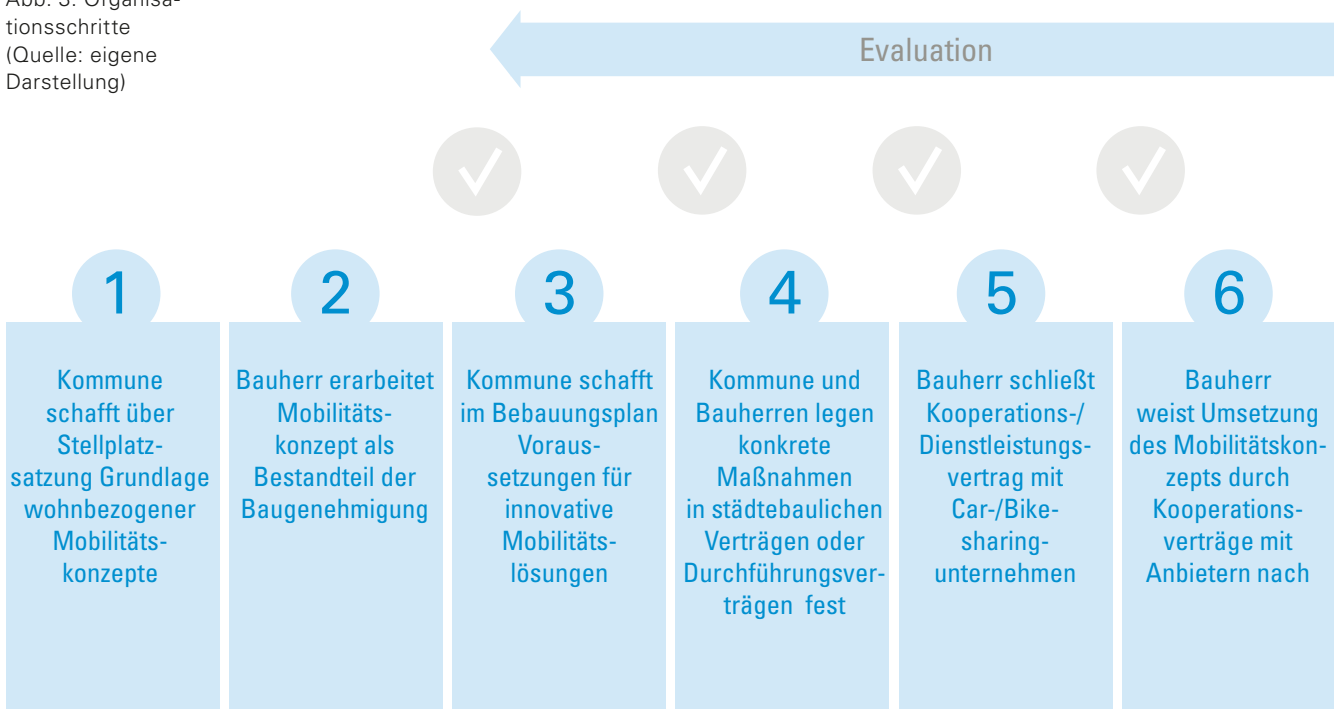 Abb. 3: Organisa-
tionsschritte
(Quelle: eigene
Darstellung)
Evaluation
1
Kommune
schafft über
Stellplatz-
satzung Grundlage
wohnbezogener
Mobilitäts-
konzepte
2
Bauherr erarbeitet
Mobilitäts-
konzept als
Bestandteil der
Baugenehmigung
3
Kommune schafft
im Bebauungsplan
Voraus-
setzungen für
innovative
Mobilitäts-
lösungen
4
Kommune und
Bauherren legen
konkrete
Maßnahmen
in städtebaulichen
Verträgen oder
Durchführungsver-
trägen fest
5
Bauherr schließt
Kooperations-/
Dienstleistungs-
vertrag mit
Car-/Bike-
sharing-
unternehmen
6
Bauherr
weist Umsetzung
des Mobilitätskon-
zepts durch
Kooperations-
verträge mit
Anbietern nach